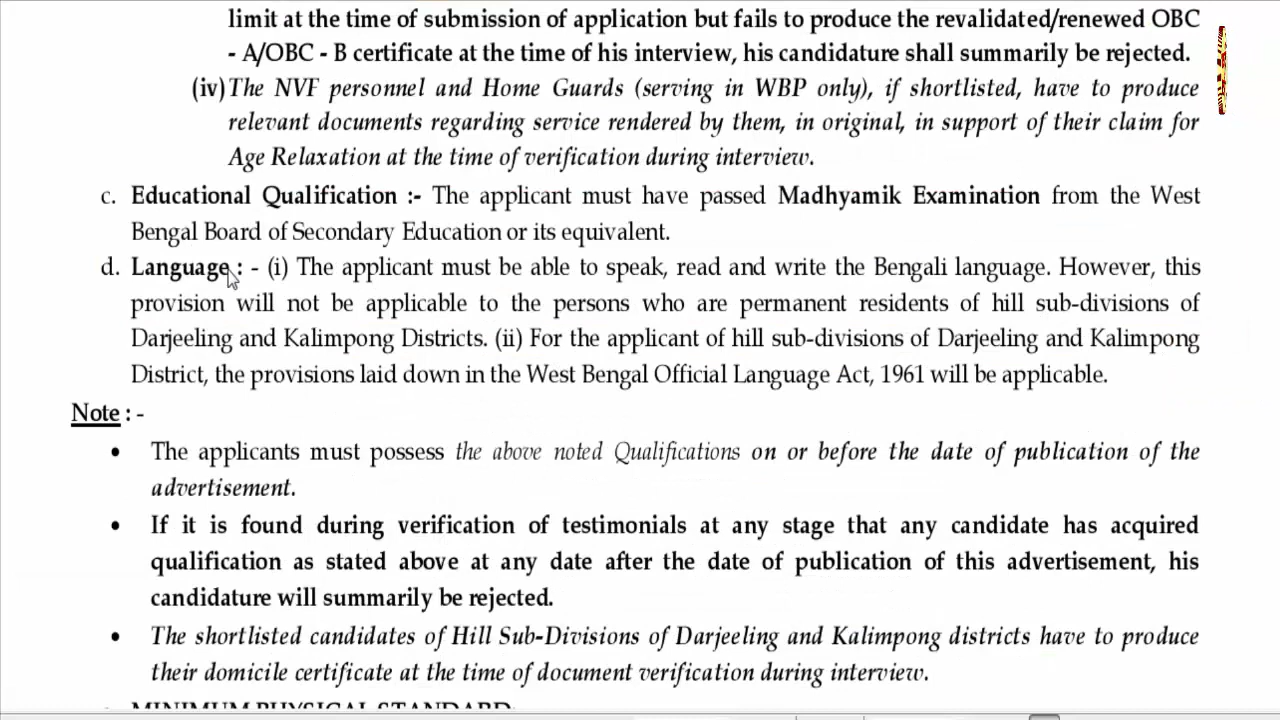 limit at the time of submission of application but fails to produce the revalidated/renewed OBC
- A/OBC - B certificate at the time of his interview, his candidature shall summarily be rejected.
(iv) The NVF personnel and Home Guards (serving in WBP only), if shortlisted, have to produce
relevant documents regarding service rendered by them, in original, in support of their claim for
Age Relaxation at the time of verification during interview.
c. Educational Qualification :- The applicant must have passed Madhyamik Examination from the West
Bengal Board of Secondary Education or its equivalent.
d. Language : - (i) The applicant must be able to speak, read and write the Bengali language. However, this
provision will not be applicable to the persons who are permanent residents of hill sub-divisions of
Darjeeling and Kalimpong Districts. (ii) For the applicant of hill sub-divisions of Darjeeling and Kalimpong
District, the provisions laid down in the West Bengal Official Language Act, 1961 will be applicable.
Note : -
• The applicants must possess the above noted Qualifications on or before the date of publication of the
advertisement.
• If it is found during verification of testimonials at any stage that any candidate has acquired
qualification as stated above at any date after the date of publication of this advertisement, his
candidature will summarily be rejected.
• The shortlisted candidates of Hill Sub-Divisions of Darjeeling and Kalimpong districts have to produce
their domicile certificate at the time of document verification during interview.
MINIMUM PHYSICAL STANDARD